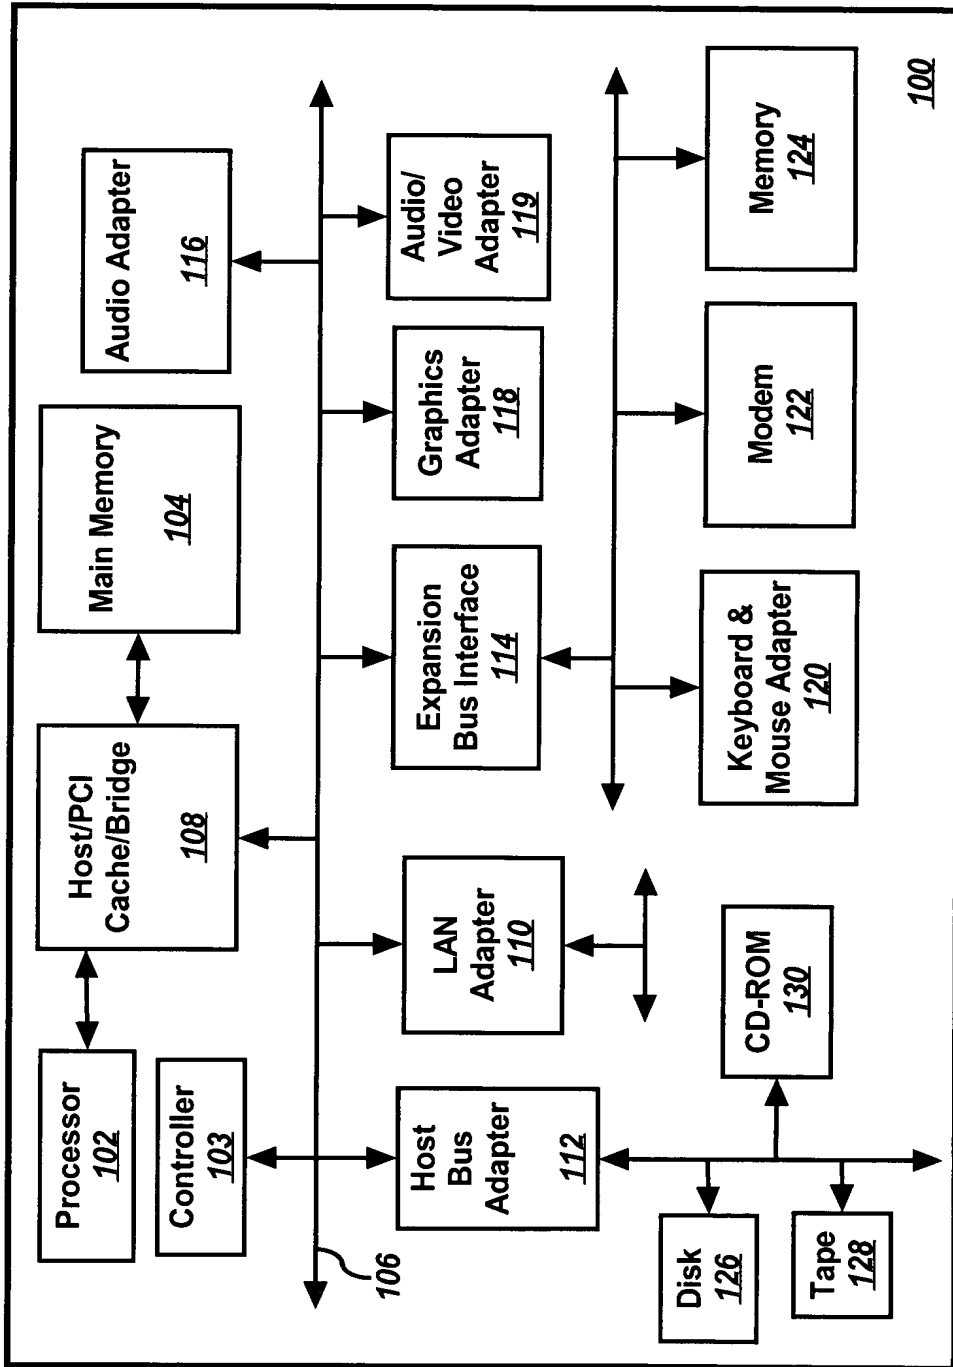 Processor
102
Host/PCI
Cache/Bridge
108
Main Memory
104
Audio Adapter
116
Controller
103
106
Host
Bus
Adapter
112
LAN
Adapter
110
Expansion
Bus Interface
114
Graphics
Adapter
118
Audio/
Video
Adapter
119
Disk
126
Tape
128
CD-ROM
130
Keyboard &
Mouse Adapter
120
Modem
122
Memory
124
100